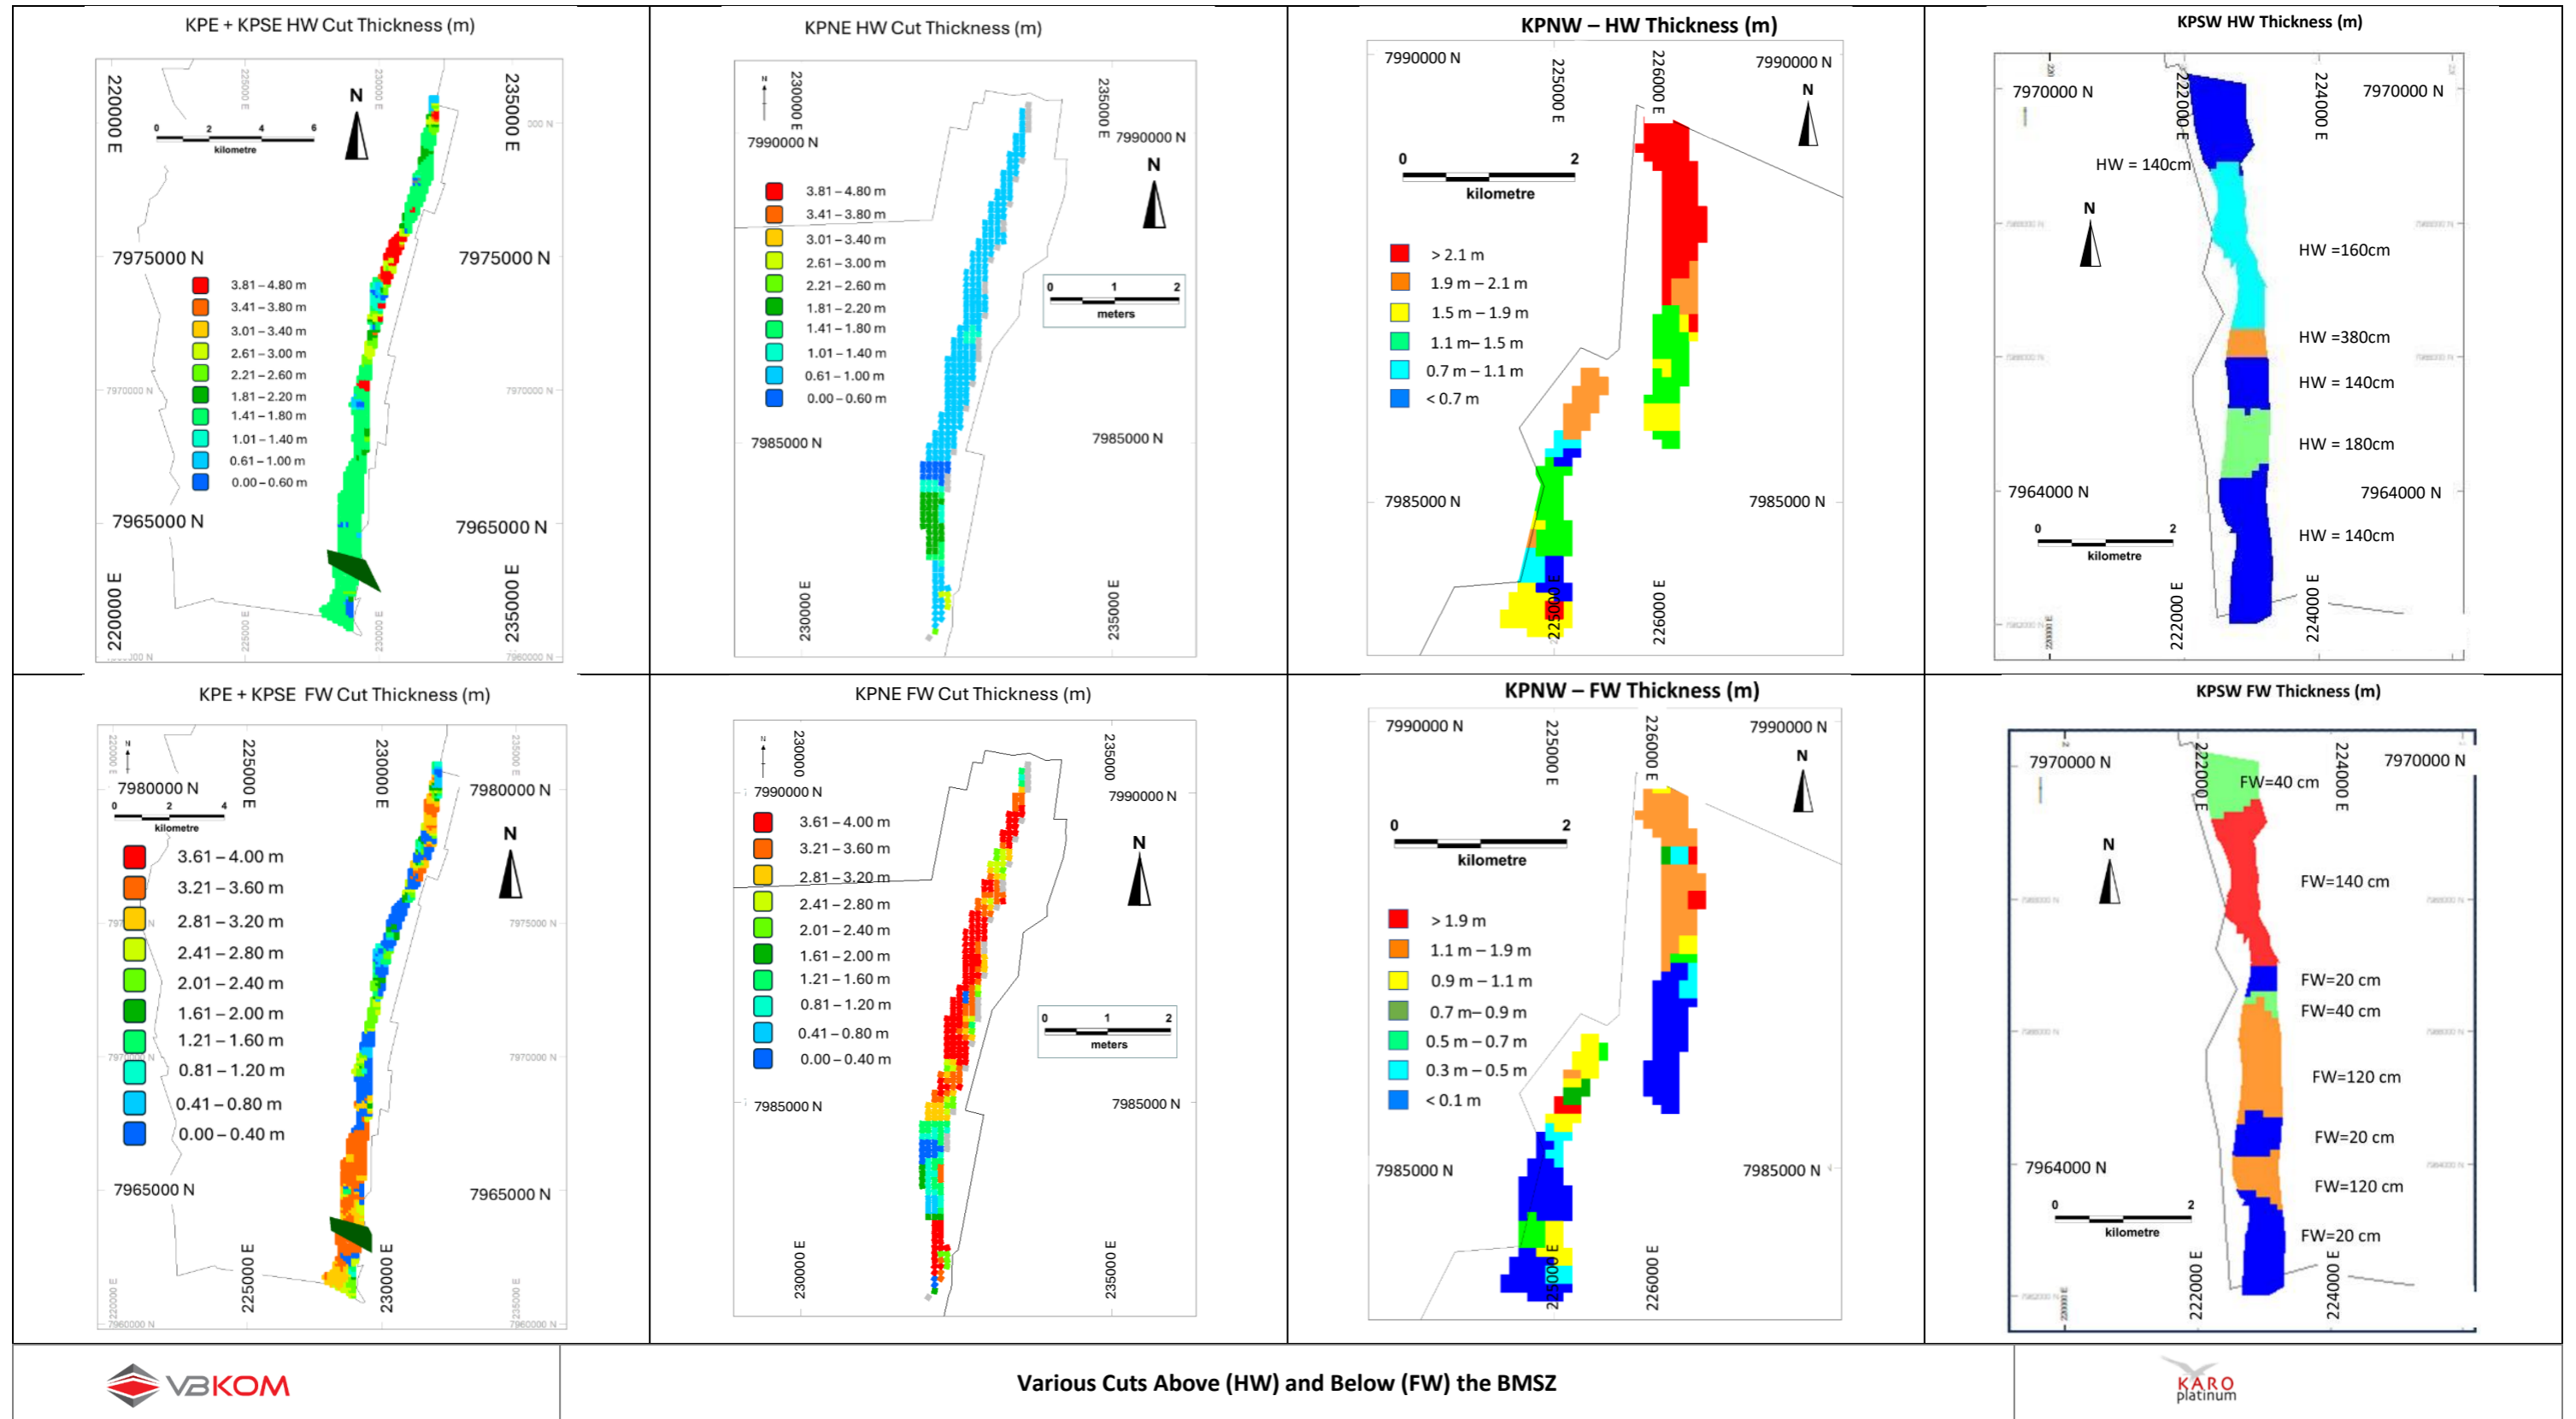 KPE + KPSE HW Cut Thickness (m)
220000 E
225000 E
230000 E
235000 E
N
0 2 4 6
kilometre
7975000 N
7975000 N
3.81 – 4.80 m
3.41 – 3.80 m
3.01 – 3.40 m
2.61 – 3.00 m
2.21 – 2.60 m
1.81 – 2.20 m
1.41 – 1.80 m
1.01 – 1.40 m
0.61 – 1.00 m
0.00 – 0.60 m
7970000 N
7970000 N
7965000 N
7965000 N
220000 E
225000 E
230000 E
235000 E
7960000 N
KPNE HW Cut Thickness (m)
N
230000 E
235000 E
7990000 N
7990000 N
N
3.81 – 4.80 m
3.41 – 3.80 m
3.01 – 3.40 m
2.61 – 3.00 m
2.21 – 2.60 m
1.81 – 2.20 m
1.41 – 1.80 m
1.01 – 1.40 m
0.61 – 1.00 m
0.00 – 0.60 m
0 1 2
meters
7985000 N
7985000 N
230000 E
235000 E
KPNW – HW Thickness (m)
7990000 N
225000 E
226000 E
7990000 N
N
0 2
kilometre
> 2.1 m
1.9 m – 2.1 m
1.5 m – 1.9 m
1.1 m– 1.5 m
0.7 m – 1.1 m
< 0.7 m
7985000 N
7985000 N
225000 E
226000 E
KPSW HW Thickness (m)
7970000 N
222000 E
224000 E
7970000 N
HW = 140cm
N
HW =160cm
HW =380cm
HW = 140cm
HW = 180cm
7964000 N
7964000 N
0 2
kilometre
HW = 140cm
222000 E
224000 E
KPE + KPSE FW Cut Thickness (m)
220000 E
225000 E
230000 E
235000 E
N
7980000 N
7980000 N
0 2 4
kilometre
N
3.61 – 4.00 m
3.21 – 3.60 m
2.81 – 3.20 m
2.41 – 2.80 m
2.01 – 2.40 m
1.61 – 2.00 m
1.21 – 1.60 m
0.81 – 1.20 m
0.41 – 0.80 m
0.00 – 0.40 m
7975000 N
7970000 N
7970000 N
7965000 N
7965000 N
225000 E
230000 E
7960000 N
7960000 N
KPNE FW Cut Thickness (m)
N
230000
235000
7990000 N
7990000 N
3.61 – 4.00 m
3.21 – 3.60 m
2.81 – 3.20 m
2.41 – 2.80 m
2.01 – 2.40 m
1.61 – 2.00 m
1.21 – 1.60 m
0.81 – 1.20 m
0.41 – 0.80 m
0.00 – 0.40 m
N
0 1 2
meters
7985000 N
7985000 N
230000 E
235000 E
KPNW – FW Thickness (m)
7990000 N
225000 E
226000 E
7990000 N
N
0 2
kilometre
> 1.9 m
1.1 m – 1.9 m
0.9 m – 1.1 m
0.7 m– 0.9 m
0.5 m – 0.7 m
0.3 m – 0.5 m
< 0.1 m
7985000 N
7985000 N
225000 E
226000 E
KPSW FW Thickness (m)
7970000 N
222000 E
224000 E
7970000 N
FW=40 cm
N
FW=140 cm
FW=20 cm
FW=40 cm
FW=120 cm
FW=20 cm
7964000 N
FW=120 cm
0 2
kilometre
FW=20 cm
222000 E
224000 E
VBKOM
Various Cuts Above (HW) and Below (FW) the BMSZ
KARO
platinum